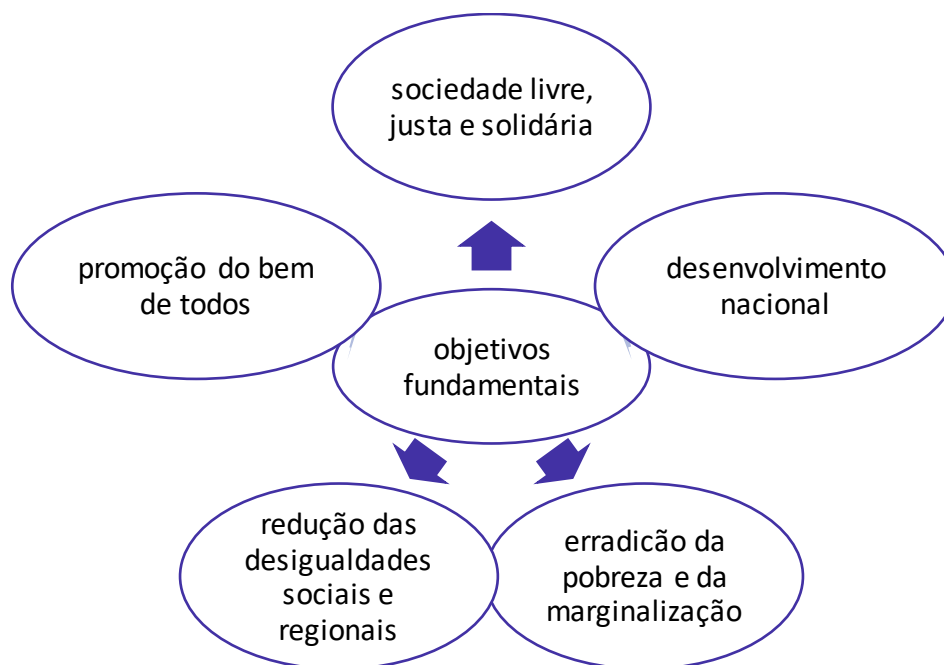 sociedade livre,
justa e solidária
promoção do bem
de todos
desenvolvimento
nacional
objetivos
fundamentais
redução das
desigualdades
sociais e
regionais
erradicão da
pobreza e da
marginalização